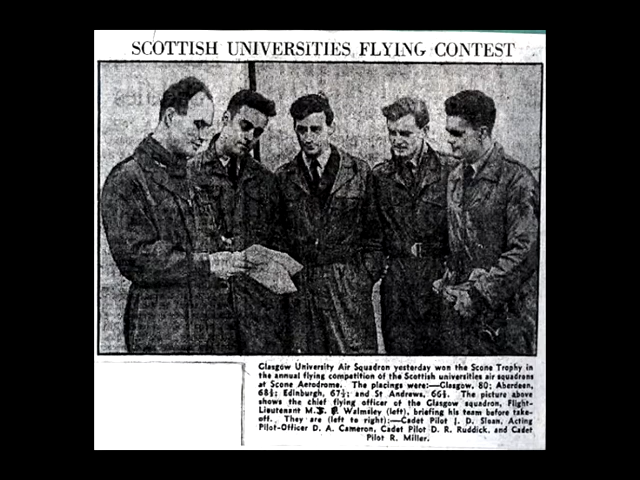 SCOTTISH UNIVERSITIES FLYING CONTEST
Glasgow University Air Squadron yesterday won the Scone Trophy in
the annual flying competition of the Scottish universities air squadrons
at Scone Aerodrome. The placings were:—Glasgow, 80; Aberdeen,
68½; Edinburgh, 67½; and St Andrews, 66½. The picture above
shows the chief flying officer of the Glasgow squadron, Flight-
Lieutenant M. Walmsley (left), briefing his team before take-
off. They are (left to right):—Cadet Pilot J. D. Sloan, Acting
Pilot-Officer D. A. Cameron, Cadet Pilot D. R. Ruddick, and Cadet
Pilot R. Miller.